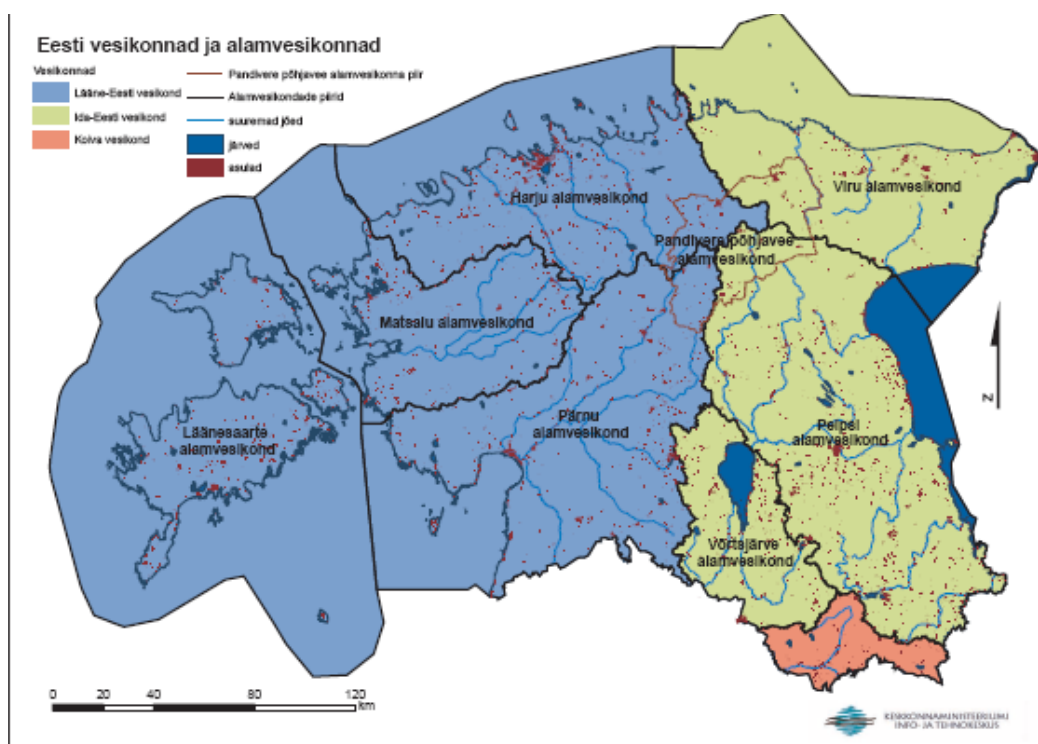 Eesti vesikonnad ja alamvesikonnad
Vesikonnad
Lääne-Eesti vesikond
Ida-Eesti vesikond
Koiva vesikond
Pandivere põhjavee alamvesikonna piir
Alamvesikondade piirid
suuremad jõed
järved
asulad
Harju alamvesikond
Viru alamvesikond
Pandivere põhjavee
alamvesikond
Matsalu alamvesikond
Läänesaarte
alamvesikond
Pärnu
alamvesikond
Peipsi
alamvesikond
Võrtsjärve
alamvesikond
N
0 20 40 80 120
km
KESKKONNAMINISTEERIUMI
INFO- JA TEHNOKESKUS